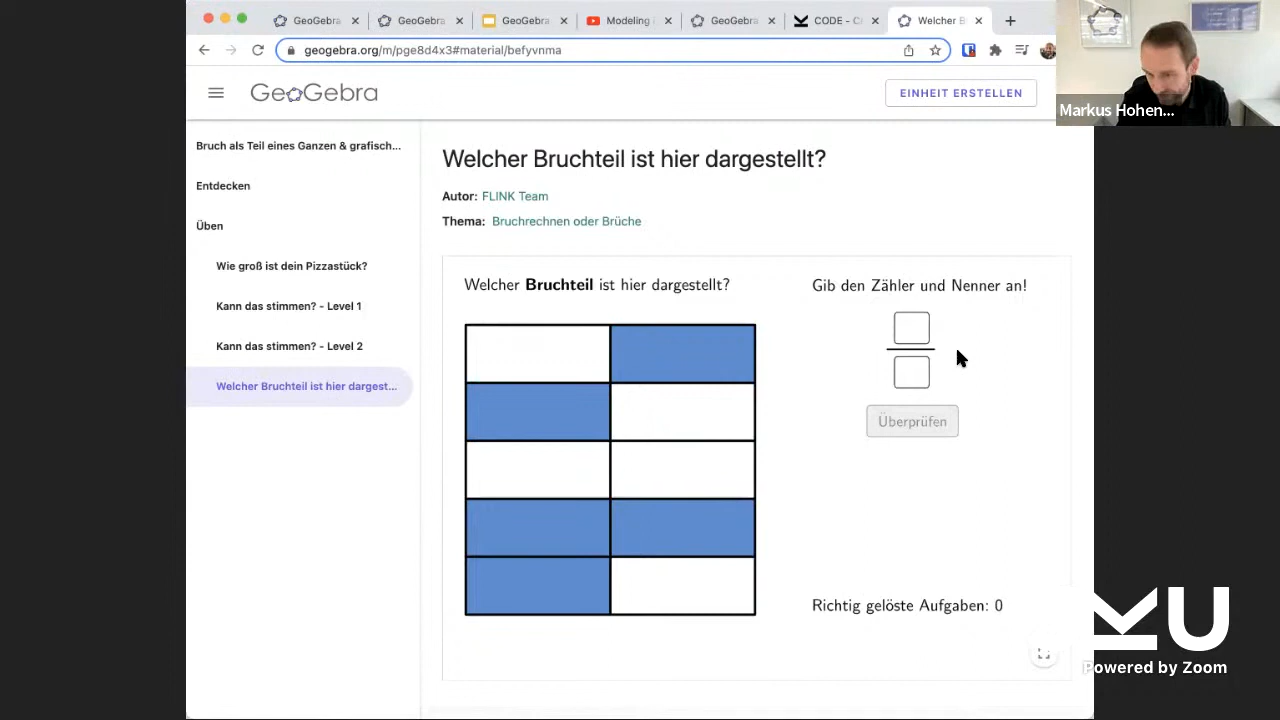 GeoGebra
GeoGebra
GeoGebra
Modeling
GeoGebra
CODE - C
Welcher B
geogebra.org/m/pge8d4x3#material/befyvnma
GeoGebra
EINHEIT ERSTELLEN
Markus Hohen...
Bruch als Teil eines Ganzen & grafisch...
Entdecken
Üben
Wie groß ist dein Pizzastück?
Kann das stimmen? - Level 1
Kann das stimmen? - Level 2
Welcher Bruchteil ist hier dargest...
Welcher Bruchteil ist hier dargestellt?
Autor: FLINK Team
Thema: Bruchrechnen oder Brüche
Welcher Bruchteil ist hier dargestellt?
Gib den Zähler und Nenner an!
Überprüfen
Richtig gelöste Aufgaben: 0
KU
Powered by Zoom